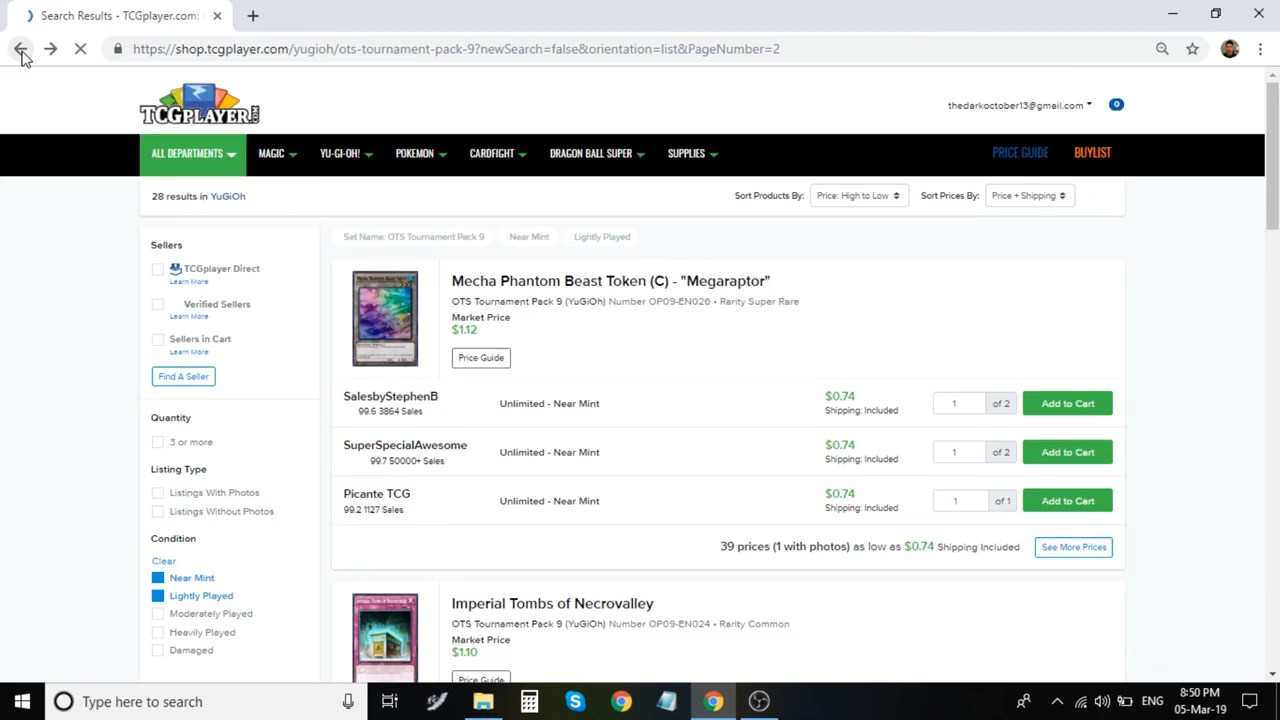 Search Results - TCGplayer.com:
https://shop.tcgplayer.com/yugioh/ots-tournament-pack-9?newSearch=false&orientation=list&PageNumber=2
TCGPLAYER.COM
thedarkoctober13@gmail.com 0
ALL DEPARTMENTS MAGIC YU-GI-OH! POKEMON CARDFIGHT DRAGON BALL SUPER SUPPLIES PRICE GUIDE BUYLIST
28 results in YuGiOh Sort Products By: Price: High to Low Sort Prices By: Price + Shipping
Set Name: OTS Tournament Pack 9 Near Mint Lightly Played
Sellers
TCGplayer Direct
Learn More
Verified Sellers
Learn More
Sellers in Cart
Learn More
Find A Seller
Quantity
3 or more
Listing Type
Listings With Photos
Listings Without Photos
Condition
Clear
Near Mint
Lightly Played
Moderately Played
Heavily Played
Damaged
Mecha Phantom Beast Token (C) - "Megaraptor"
OTS Tournament Pack 9 (YuGiOh) Number OP09-EN026 • Rarity Super Rare
Market Price
$1.12
Price Guide
SalesbyStephenB
99.6 3864 Sales
Unlimited - Near Mint
$0.74
Shipping: Included
1 of 2 Add to Cart
SuperSpecialAwesome
99.7 50000+ Sales
Unlimited - Near Mint
$0.74
Shipping: Included
1 of 2 Add to Cart
Picante TCG
99.2 1127 Sales
Unlimited - Near Mint
$0.74
Shipping: Included
1 of 1 Add to Cart
39 prices (1 with photos) as low as $0.74 Shipping Included See More Prices
Imperial Tombs of Necrovalley
OTS Tournament Pack 9 (YuGiOh) Number OP09-EN024 • Rarity Common
Market Price
$1.10
Price Guide
Type here to search
ENG
8:50 PM
05-Mar-19